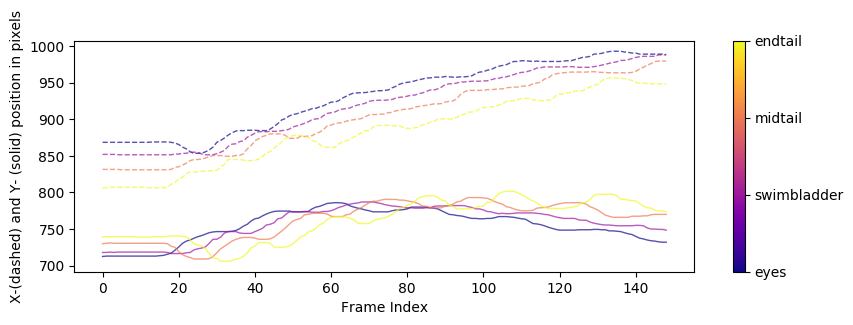 X-(dashed) and Y- (solid) position in pixels
1000
950
900
850
800
750
700
0 20 40 60 80 100 120 140
Frame Index
endtail
midtail
swimbladder
eyes